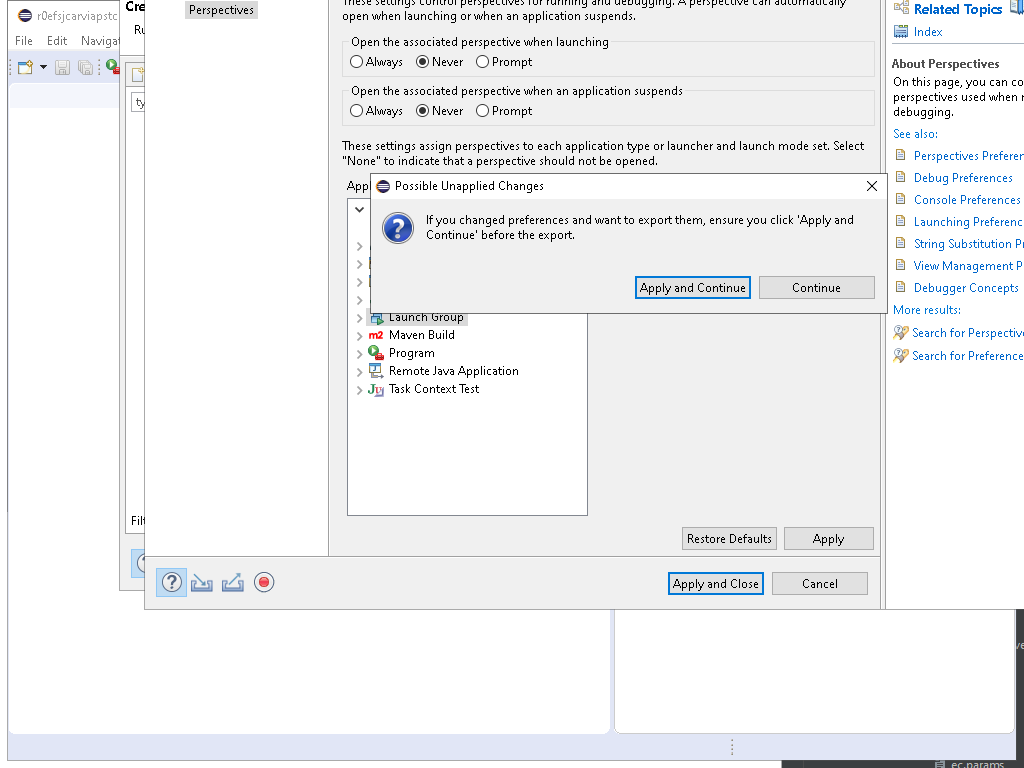 r0efsjcarviapstc
File Edit Navigat
Cre
Ru
ty
Filt
Perspectives
These settings control perspectives for running and debugging. A perspective can automatically
open when launching or when an application suspends.
Open the associated perspective when launching
Always Never Prompt
Open the associated perspective when an application suspends
Always Never Prompt
These settings assign perspectives to each application type or launcher and launch mode set. Select
"None" to indicate that a perspective should not be opened.
Appl
Possible Unapplied Changes
If you changed preferences and want to export them, ensure you click 'Apply and
Continue' before the export.
Apply and Continue Continue
Launch Group
m2 Maven Build
Program
Remote Java Application
Ju Task Context Test
Restore Defaults Apply
Apply and Close Cancel
Related Topics
Index
About Perspectives
On this page, you can co
perspectives used when r
debugging.
See also:
Perspectives Preferen
Debug Preferences
Console Preferences
Launching Preferenc
String Substitution Pr
View Management P
Debugger Concepts
More results:
Search for Perspective
Search for Preference
ve
ec.params